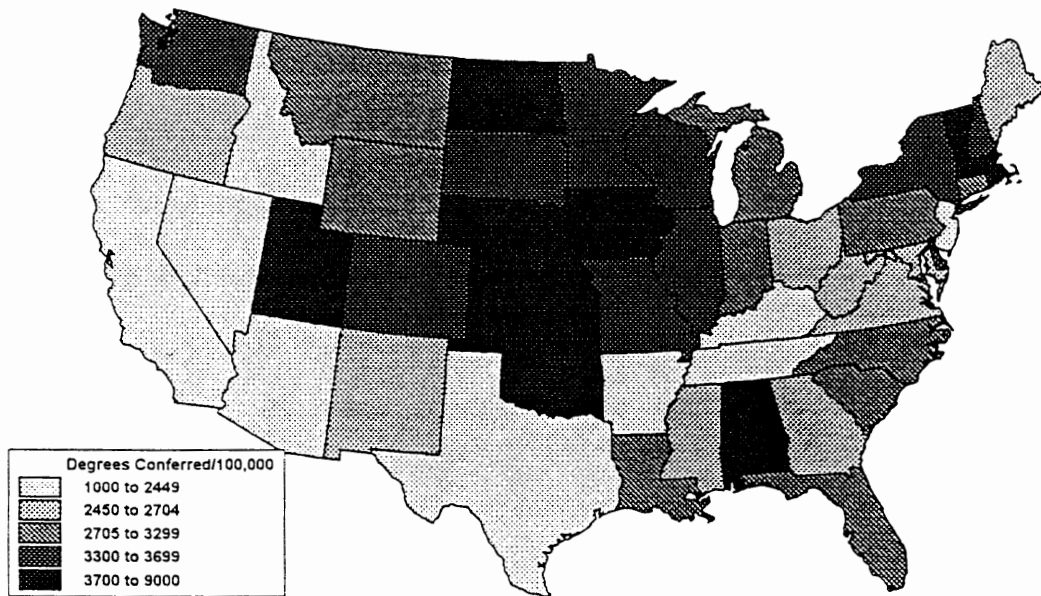 Degrees Conferred/100,000
1000 to 2449
2450 to 2704
2705 to 3299
3300 to 3699
3700 to 9000